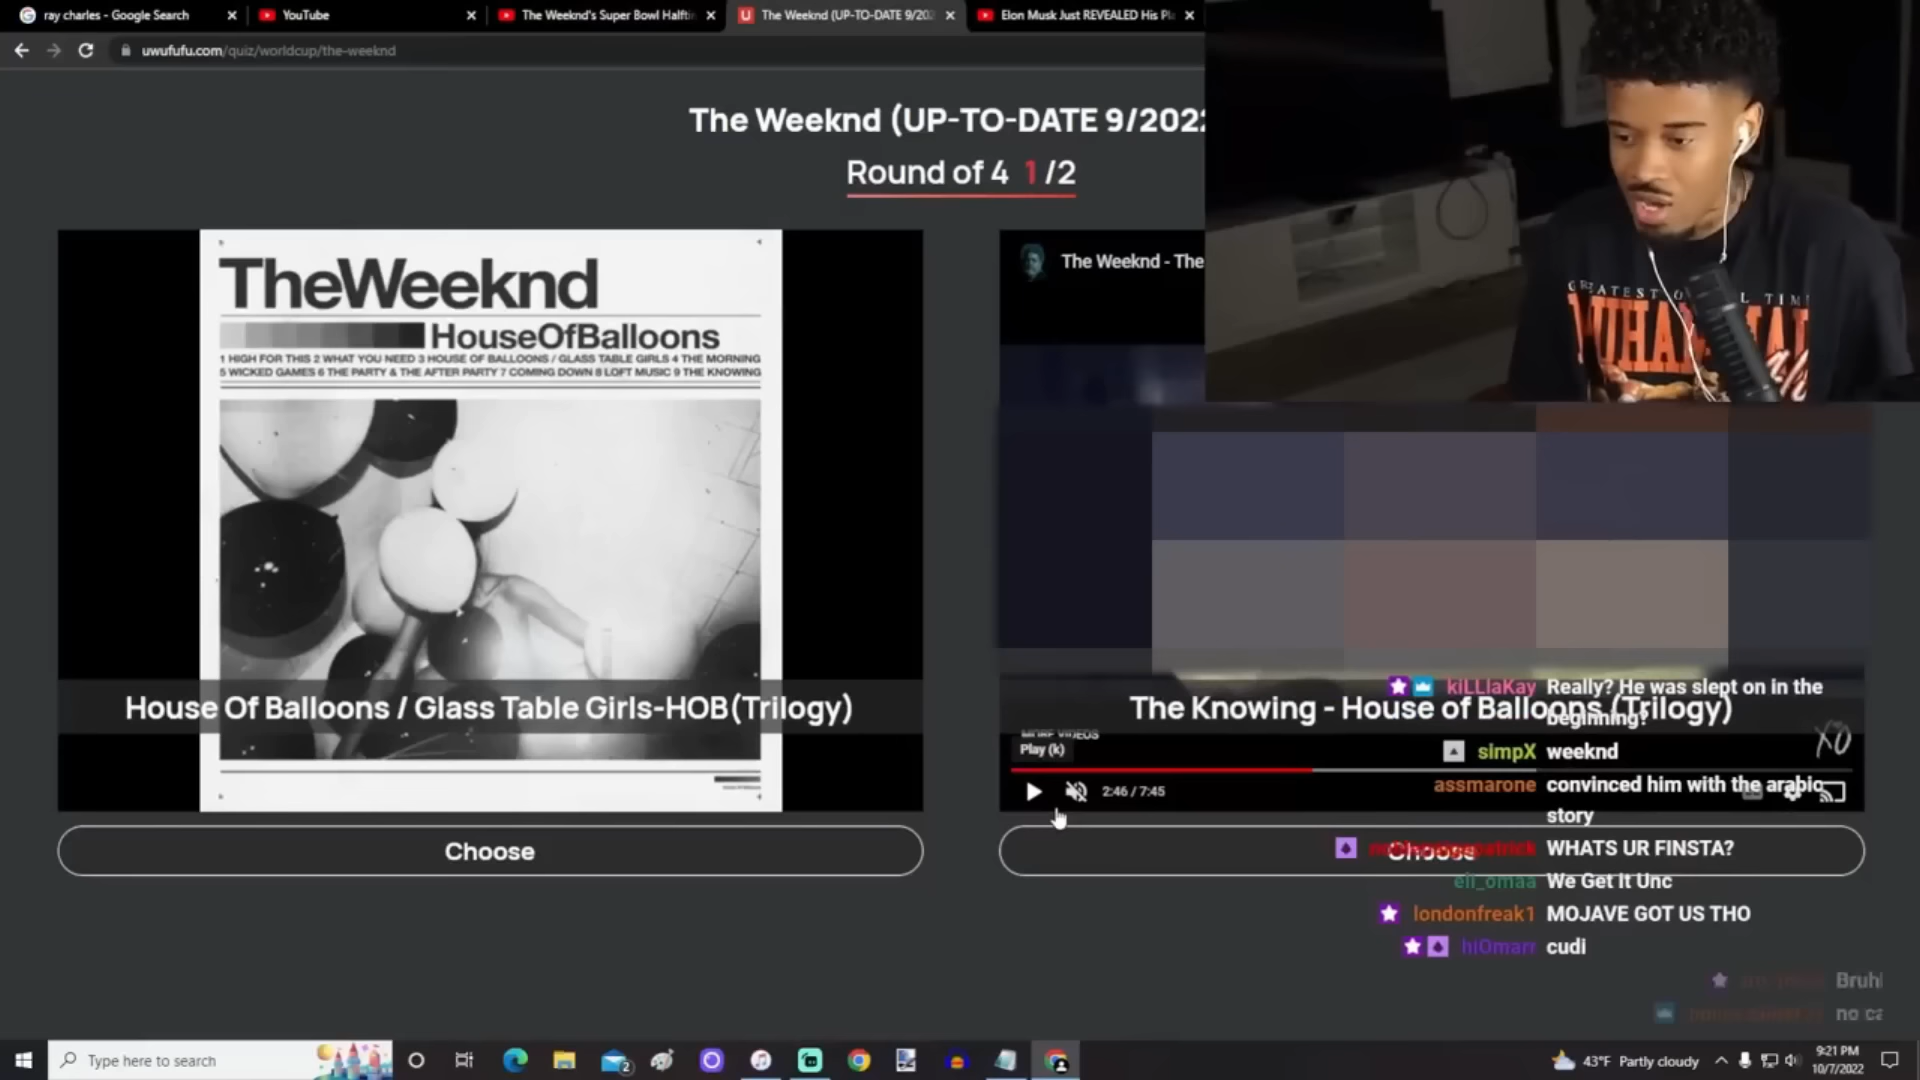 ray charles - Google Search
YouTube
The Weeknd's Super Bowl Halfti
The Weeknd (UP-TO-DATE 9/202
Elon Musk Just REVEALED His Pl
uwufufu.com/quiz/worldcup/the-weeknd
The Weeknd (UP-TO-DATE 9/2022
Round of 4 1 /2
TheWeeknd
HouseOfBalloons
1 HIGH FOR THIS 2 WHAT YOU NEED 3 HOUSE OF BALLOONS / GLASS TABLE GIRLS 4 THE MORNING
5 WICKED GAMES 6 THE PARTY & THE AFTER PARTY 7 COMING DOWN 8 LOFT MUSIC 9 THE KNOWING
House Of Balloons / Glass Table Girls-HOB(Trilogy)
Choose
The Weeknd - The
The Knowing - House of Balloons (Trilogy)
Play (k)
2:46 / 7:45
XO
Choose
kiLLlaKay Really? He was slept on in the
beginning?
simpX weeknd
assmarone convinced him with the arabic
story
WHATS UR FINSTA?
eli_omaa We Get It Unc
londonfreak1 MOJAVE GOT US THO
hiOmarr cudi
Bruh
no ca
Type here to search
2
43°F Partly cloudy
9:21 PM
10/7/2022